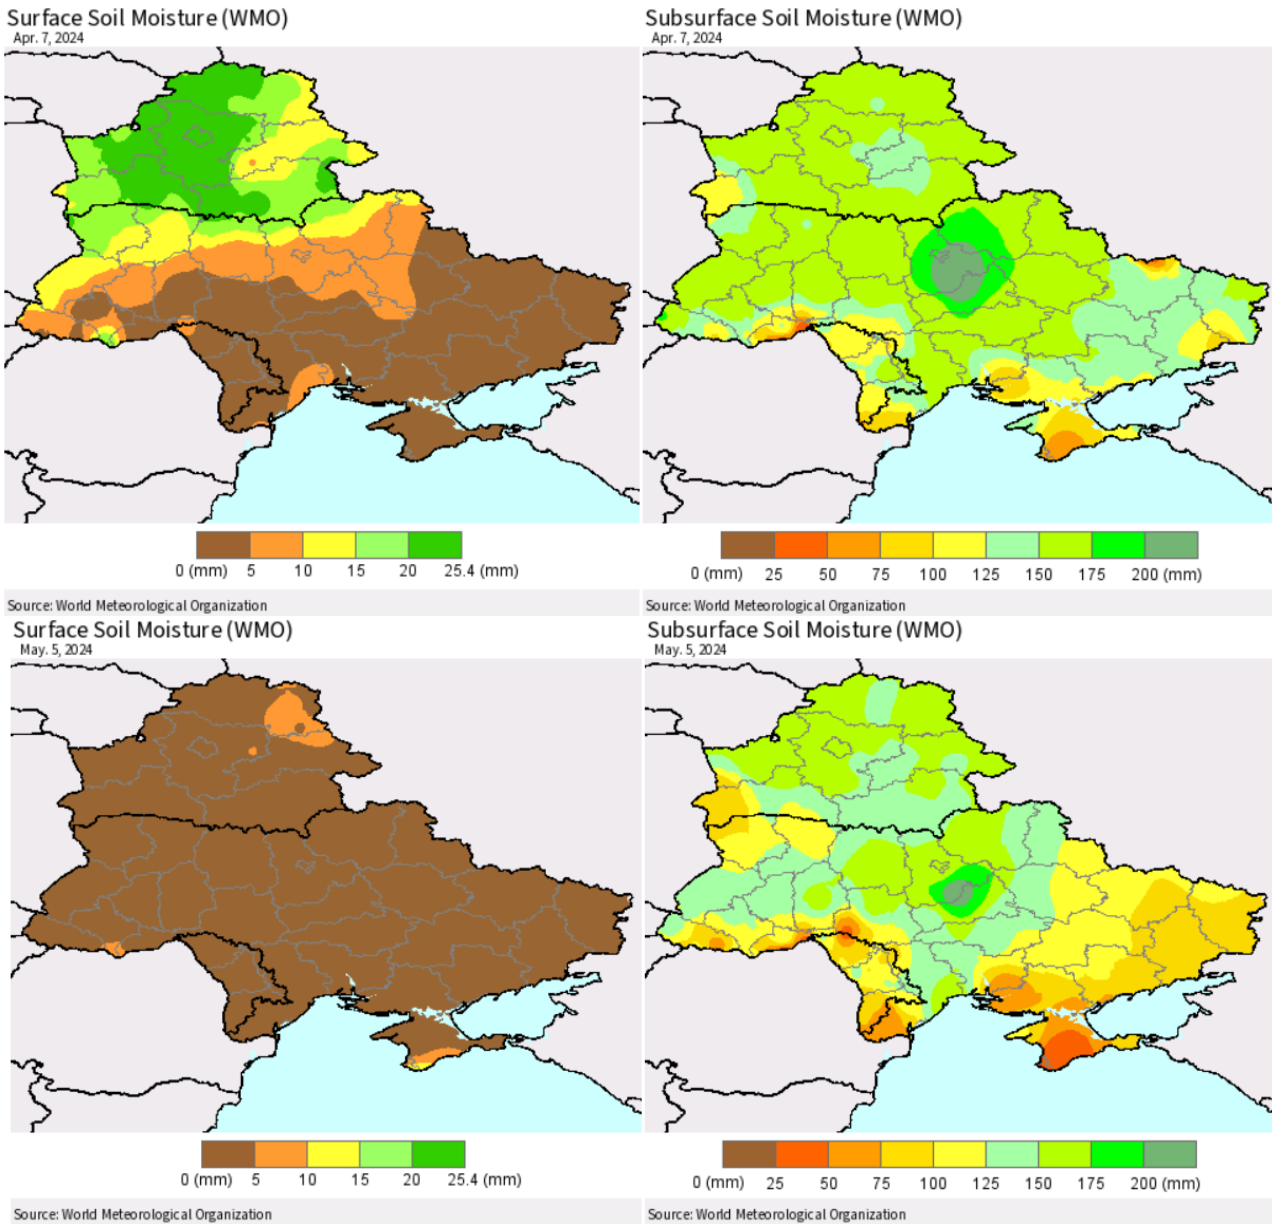 Surface Soil Moisture (WMO)
Apr. 7, 2024
0 (mm) 5 10 15 20 25.4 (mm)
Source: World Meteorological Organization
Subsurface Soil Moisture (WMO)
Apr. 7, 2024
0 (mm) 25 50 75 100 125 150 175 200 (mm)
Source: World Meteorological Organization
Surface Soil Moisture (WMO)
May. 5, 2024
0 (mm) 5 10 15 20 25.4 (mm)
Source: World Meteorological Organization
Subsurface Soil Moisture (WMO)
May. 5, 2024
0 (mm) 25 50 75 100 125 150 175 200 (mm)
Source: World Meteorological Organization